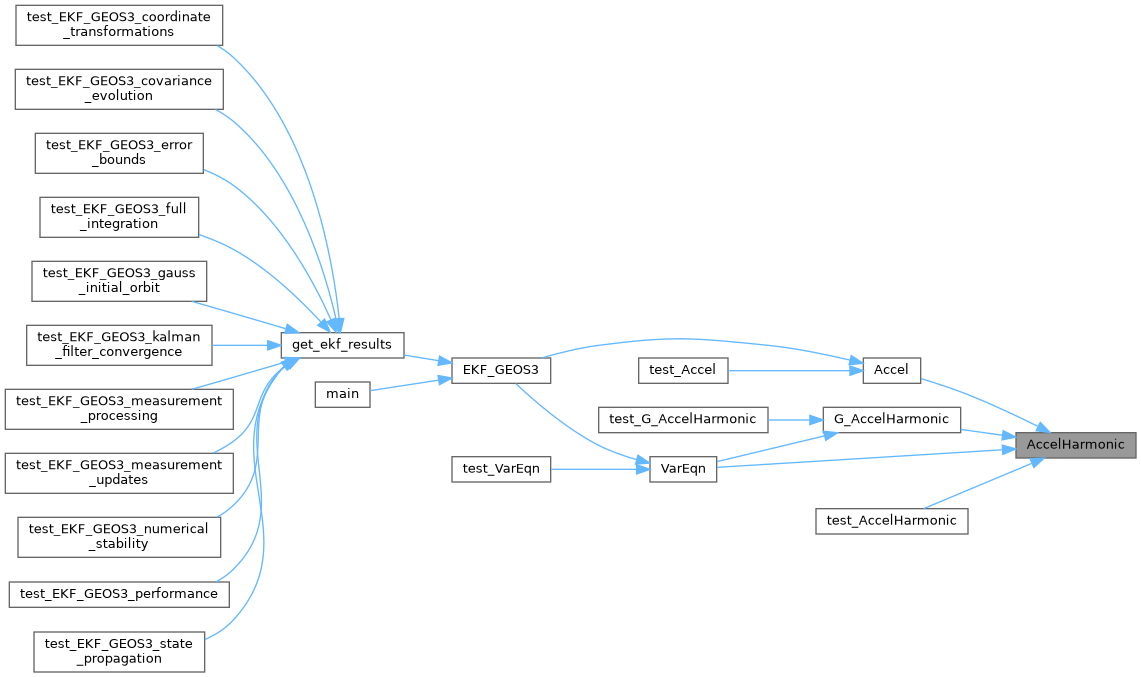 test_EKF_GEOS3_coordinate
_transformations
test_EKF_GEOS3_covariance
_evolution
test_EKF_GEOS3_error
_bounds
test_EKF_GEOS3_full
_integration
test_EKF_GEOS3_gauss
_initial_orbit
test_EKF_GEOS3_kalman
_filter_convergence
test_EKF_GEOS3_measurement
_processing
test_EKF_GEOS3_measurement
_updates
test_EKF_GEOS3_numerical
_stability
test_EKF_GEOS3_performance
test_EKF_GEOS3_state
_propagation
get_ekf_results
main
EKF_GEOS3
test_Accel
test_G_AccelHarmonic
test_VarEqn
VarEqn
Accel
G_AccelHarmonic
test_AccelHarmonic
AccelHarmonic